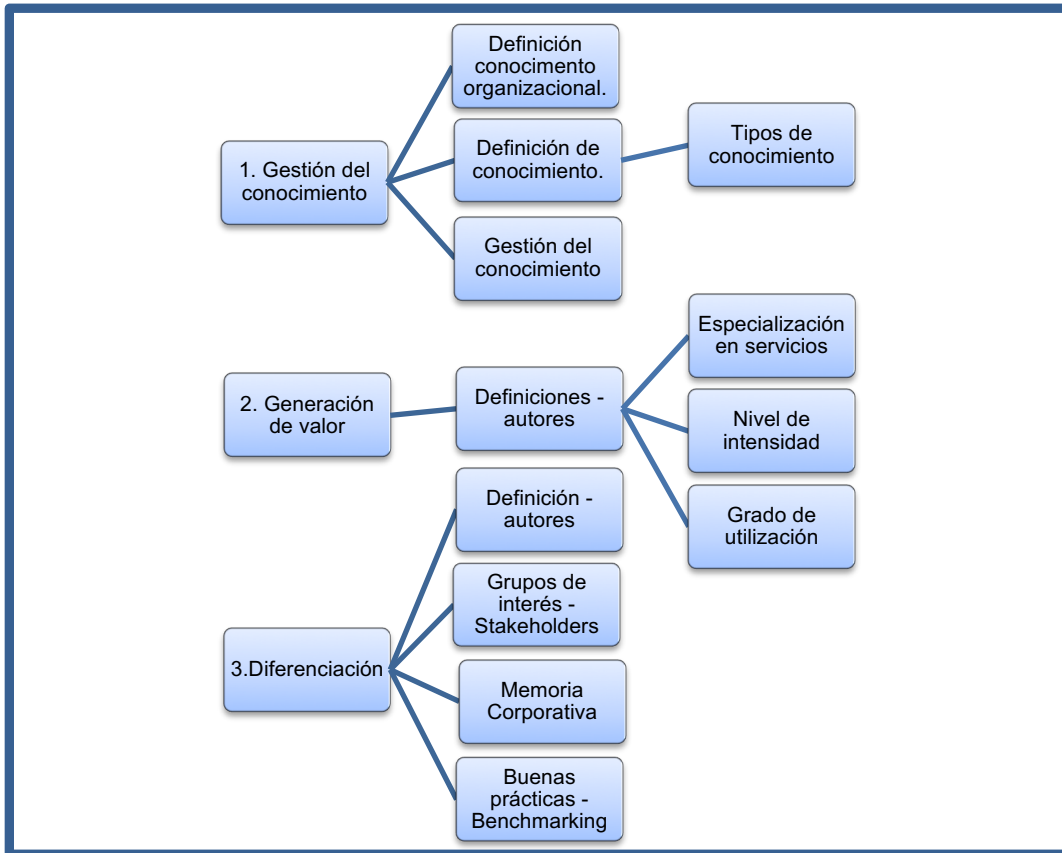 Definición
conocimento
organizacional.
1. Gestión del
conocimiento
Definición de
conocimiento.
Tipos de
conocimiento
Gestión del
conocimiento
2. Generación
de valor
Definiciones -
autores
Especialización
en servicios
Nivel de
intensidad
Grado de
utilización
3.Diferenciación
Definición -
autores
Grupos de
interés -
Stakeholders
Memoria
Corporativa
Buenas
prácticas -
Benchmarking